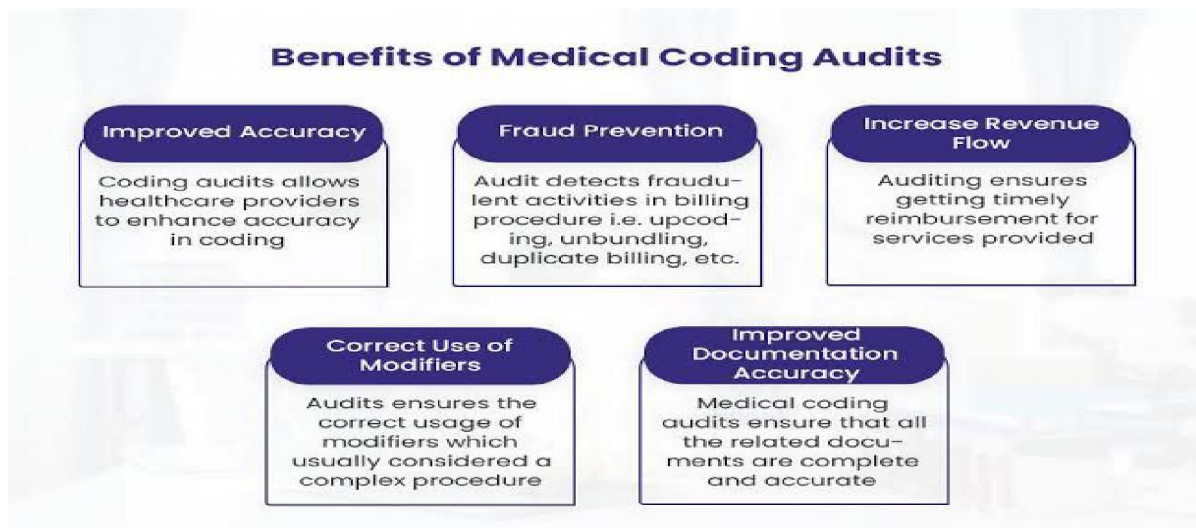 Benefits of Medical Coding Audits
Improved Accuracy
Coding audits allows
healthcare providers
to enhance accuracy
in coding
Fraud Prevention
Audit detects fraudu-
lent activities in billing
procedure i.e. upcod-
ing, unbundling,
duplicate billing, etc.
Increase Revenue
Flow
Auditing ensures
getting timely
reimbursement for
services provided
Correct Use of
Modifiers
Audits ensures the
correct usage of
modifiers which
usually considered a
complex procedure
Improved
Documentation
Accuracy
Medical coding
audits ensure that all
the related docu-
ments are complete
and accurate